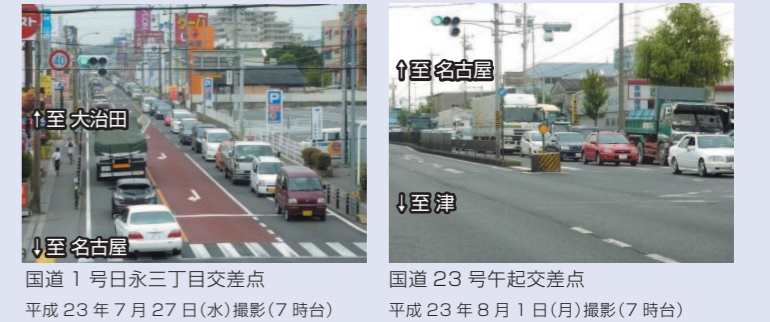 スト
40
P
P
↑至 大治田
↓至 名古屋
国道 1 号日永三丁目交差点
平成 23 年 7 月 27 日(水)撮影(7 時台)
↑至 名古屋
↓至 津
国道 23 号午起交差点
平成 23 年 8 月 1 日(月)撮影(7 時台)